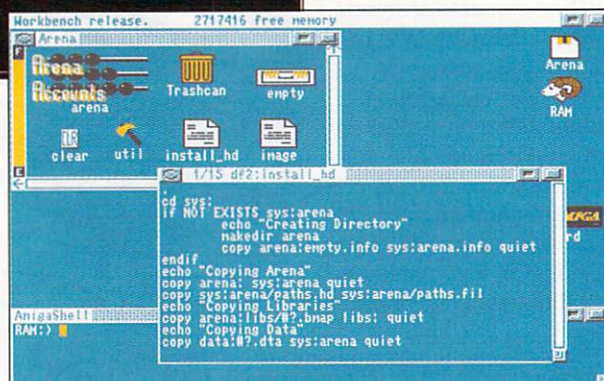 Workbench release. 2717416 free memory
Arena
Arena
Accounts
arena
Trashcan
empty
clear
util
install_hd
image
Arena
RAM
CLR
F
E
1/15 df2:install_hd
.
cd sys:
if NOT EXISTS sys:arena
echo "Creating Directory"
makedir arena
copy arena:empty.info sys:arena.info quiet
endif
echo "Copying Arena"
copy arena: sys:arena quiet
copy sys:arena/paths.hd sys:arena/paths.fil
echo "Copying Libraries"
copy arena:libs/#?.bmap libs: quiet
echo "Copying Data"
copy data:#?.dta sys:arena quiet
AmigaShell
RAM:>